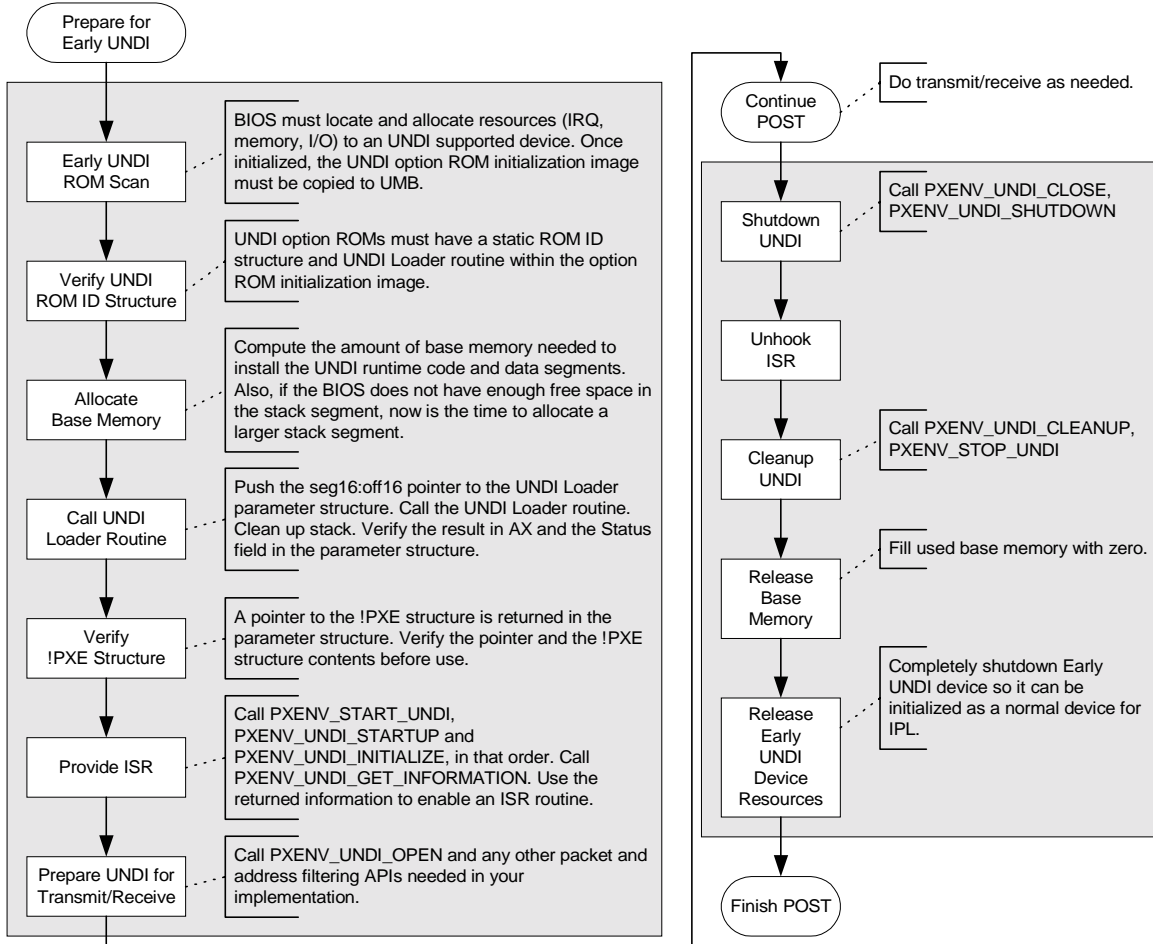 Prepare for
Early UNDI
BIOS must locate and allocate resources (IRQ,
memory, I/O) to an UNDI supported device. Once
initialized, the UNDI option ROM initialization image
must be copied to UMB.
Early UNDI
ROM Scan
UNDI option ROMs must have a static ROM ID
structure and UNDI Loader routine within the option
ROM initialization image.
Verify UNDI
ROM ID Structure
Compute the amount of base memory needed to
install the UNDI runtime code and data segments.
Also, if the BIOS does not have enough free space in
the stack segment, now is the time to allocate a
larger stack segment.
Allocate
Base Memory
Push the seg16:off16 pointer to the UNDI Loader
parameter structure. Call the UNDI Loader routine.
Clean up stack. Verify the result in AX and the Status
field in the parameter structure.
Call UNDI
Loader Routine
A pointer to the !PXE structure is returned in the
parameter structure. Verify the pointer and the !PXE
structure contents before use.
Verify
!PXE Structure
Call PXENV_START_UNDI,
PXENV_UNDI_STARTUP and
PXENV_UNDI_INITIALIZE, in that order. Call
PXENV_UNDI_GET_INFORMATION. Use the
returned information to enable an ISR routine.
Provide ISR
Call PXENV_UNDI_OPEN and any other packet and
address filtering APIs needed in your
implementation.
Prepare UNDI for
Transmit/Receive
Continue
POST
Do transmit/receive as needed.
Shutdown
UNDI
Call PXENV_UNDI_CLOSE,
PXENV_UNDI_SHUTDOWN
Unhook
ISR
Cleanup
UNDI
Call PXENV_UNDI_CLEANUP,
PXENV_STOP_UNDI
Release
Base
Memory
Fill used base memory with zero.
Release
Early
UNDI
Device
Resources
Completely shutdown Early
UNDI device so it can be
initialized as a normal device for
IPL.
Finish POST